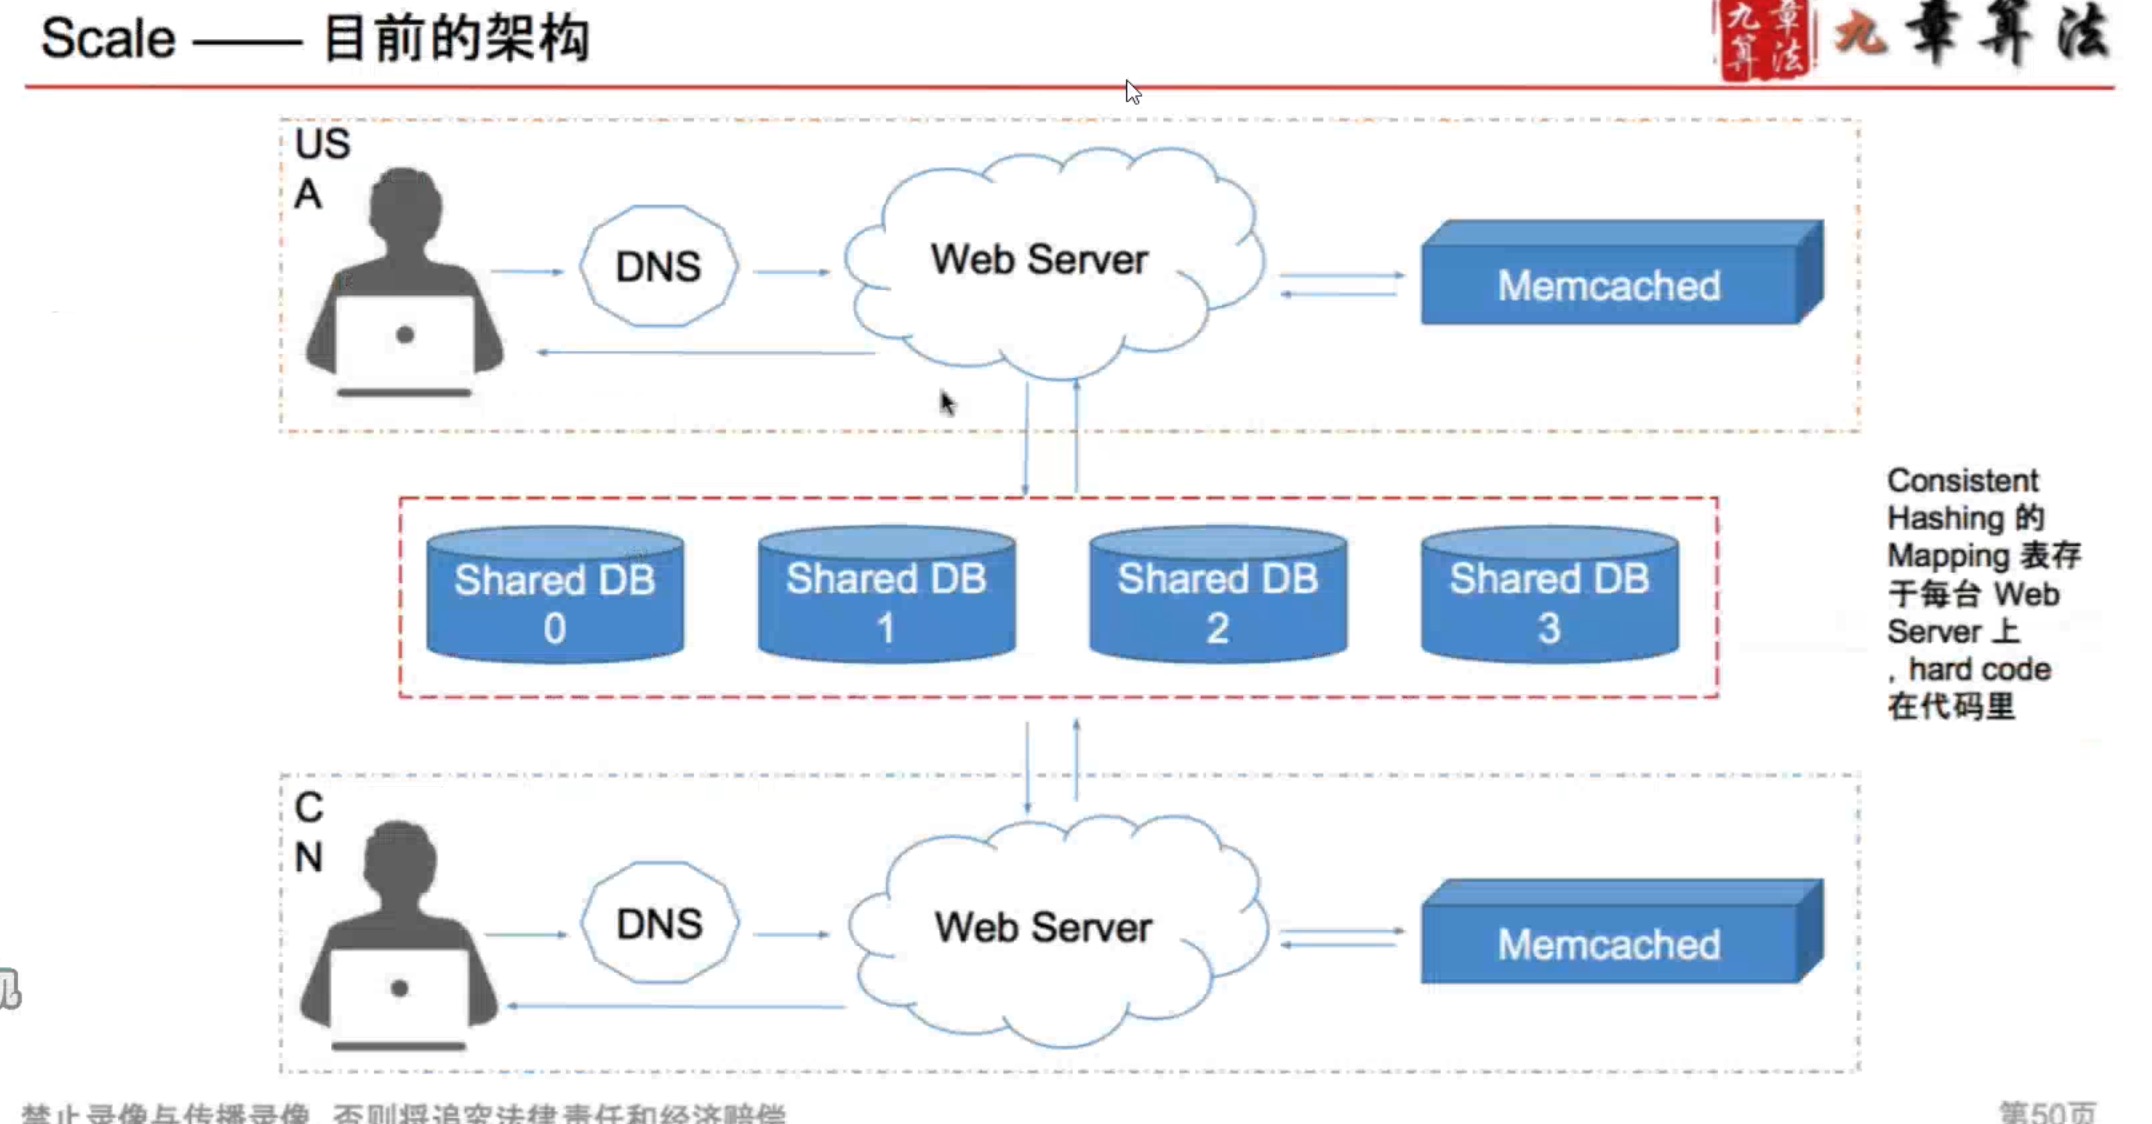 Scale —— 目前的架构
九章
算法
九章算法
US
A
DNS
Web Server
Memcached
Shared DB
0
Shared DB
1
Shared DB
2
Shared DB
3
Consistent
Hashing 的
Mapping 表存
于每台 Web
Server 上
, hard code
在代码里
C
N
DNS
Web Server
Memcached
禁止录像与传播录像, 否则将追究法律责任和经济赔偿
第50页